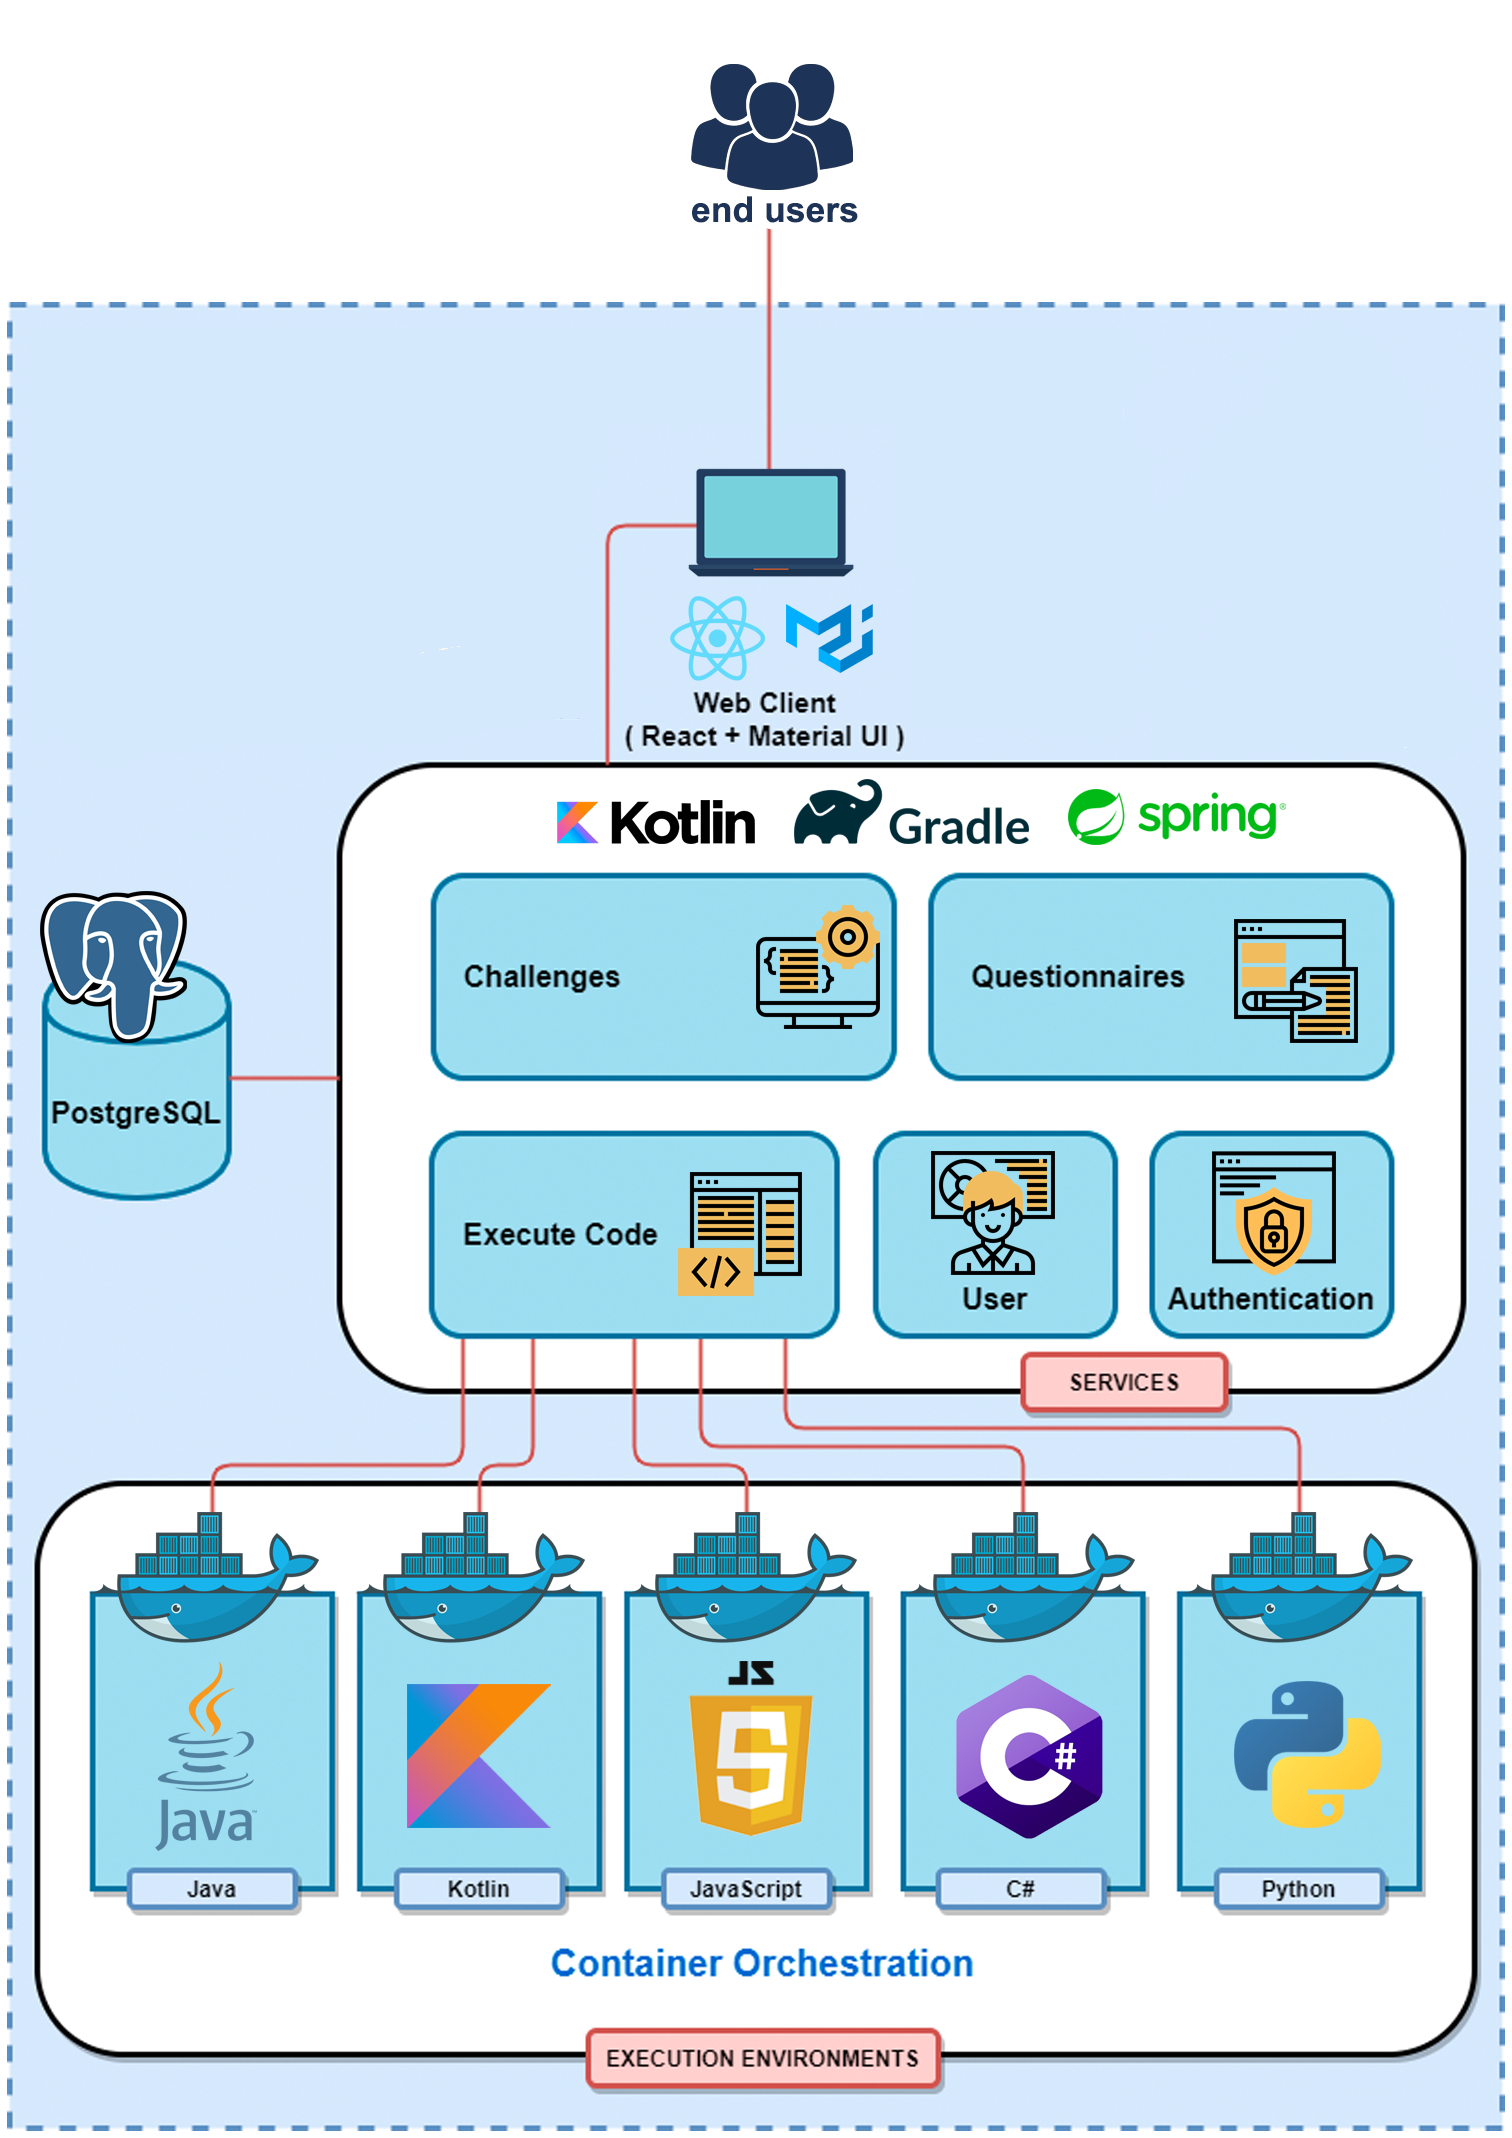 end users
Web Client
( React + Material UI )
Kotlin
Gradle
spring®
Challenges
Questionnaires
PostgreSQL
Execute Code
User
Authentication
SERVICES
Java™
JS
C#
Java
Kotlin
JavaScript
C#
Python
Container Orchestration
EXECUTION ENVIRONMENTS